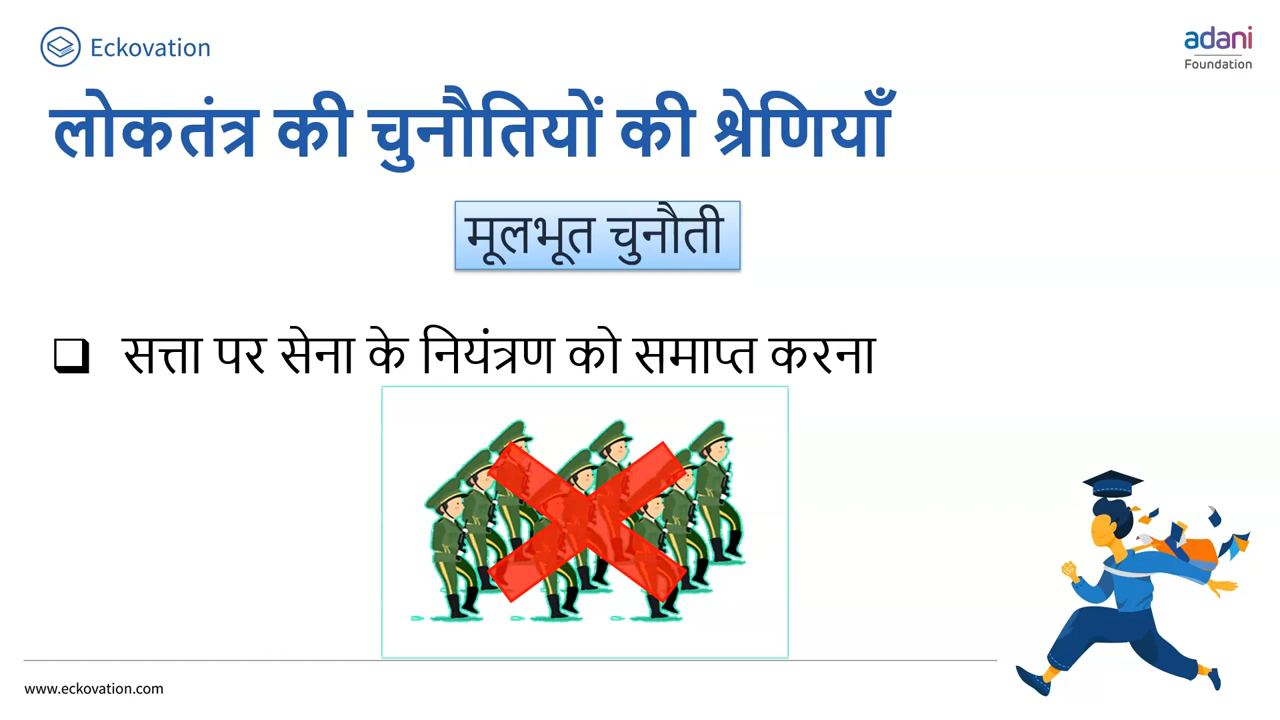 Eckovation
adani
Foundation
लोकतंत्र की चुनौतियों की श्रेणियाँ
मूलभूत चुनौती
❑ सत्ता पर सेना के नियंत्रण को समाप्त करना
www.eckovation.com